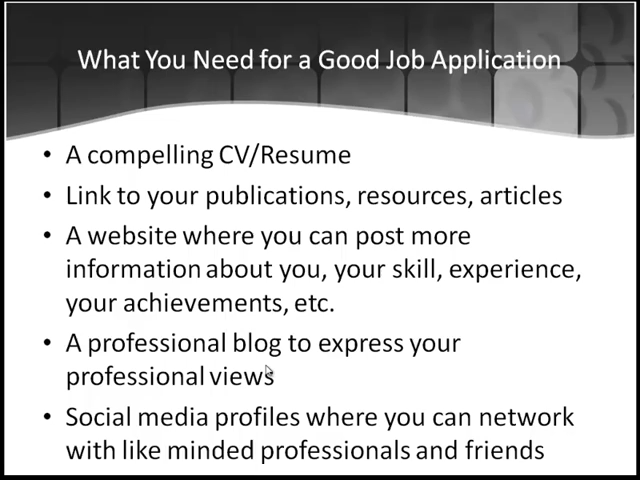 What You Need for a Good Job Application
• A compelling CV/Resume
• Link to your publications, resources, articles
• A website where you can post more
information about you, your skill, experience,
your achievements, etc.
• A professional blog to express your
professional views
• Social media profiles where you can network
with like minded professionals and friends